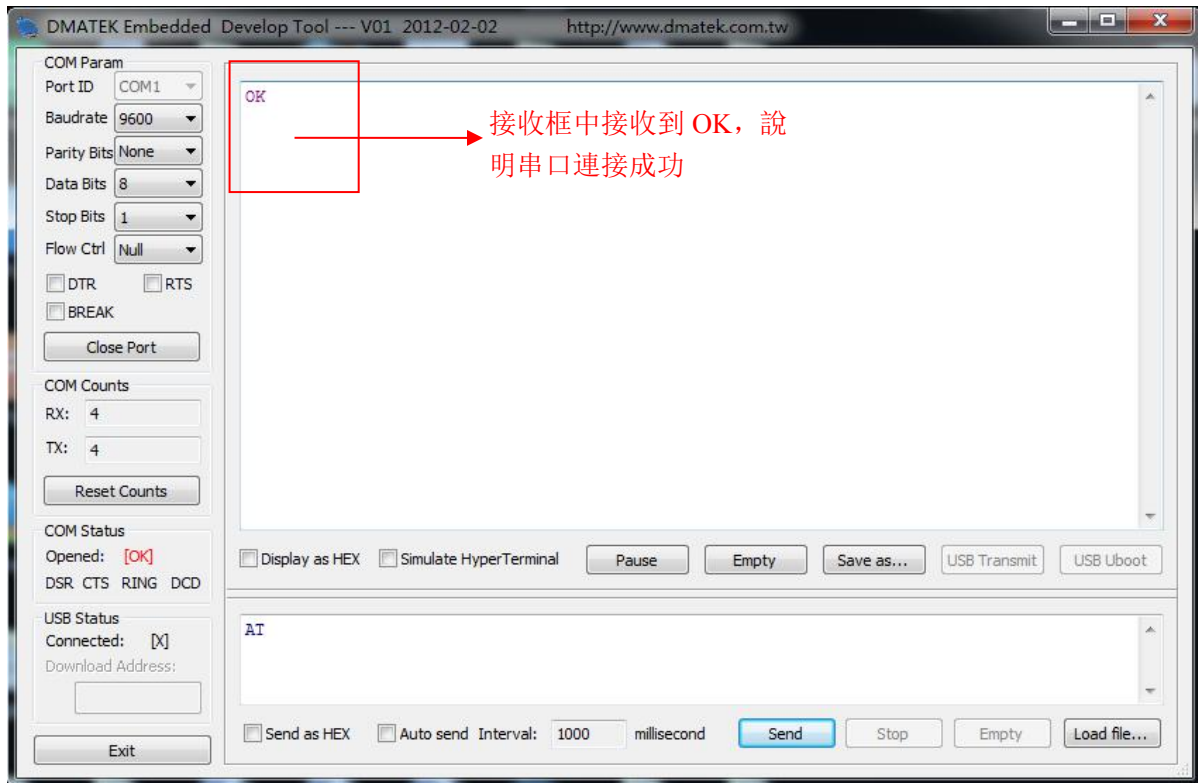 DMATEK Embedded Develop Tool --- V01 2012-02-02 http://www.dmatek.com.tw
COM Param
Port ID COM1
Baudrate 9600
Parity Bits None
Data Bits 8
Stop Bits 1
Flow Ctrl Null
DTR RTS
BREAK
Close Port
COM Counts
RX: 4
TX: 4
Reset Counts
COM Status
Opened: [OK]
DSR CTS RING DCD
USB Status
Connected: [X]
Download Address:
Exit
OK
接收框中接收到 OK，說
明串口連接成功
Display as HEX Simulate HyperTerminal Pause Empty Save as... USB Transmit USB Uboot
AT
Send as HEX Auto send Interval: 1000 millisecond Send Stop Empty Load file...